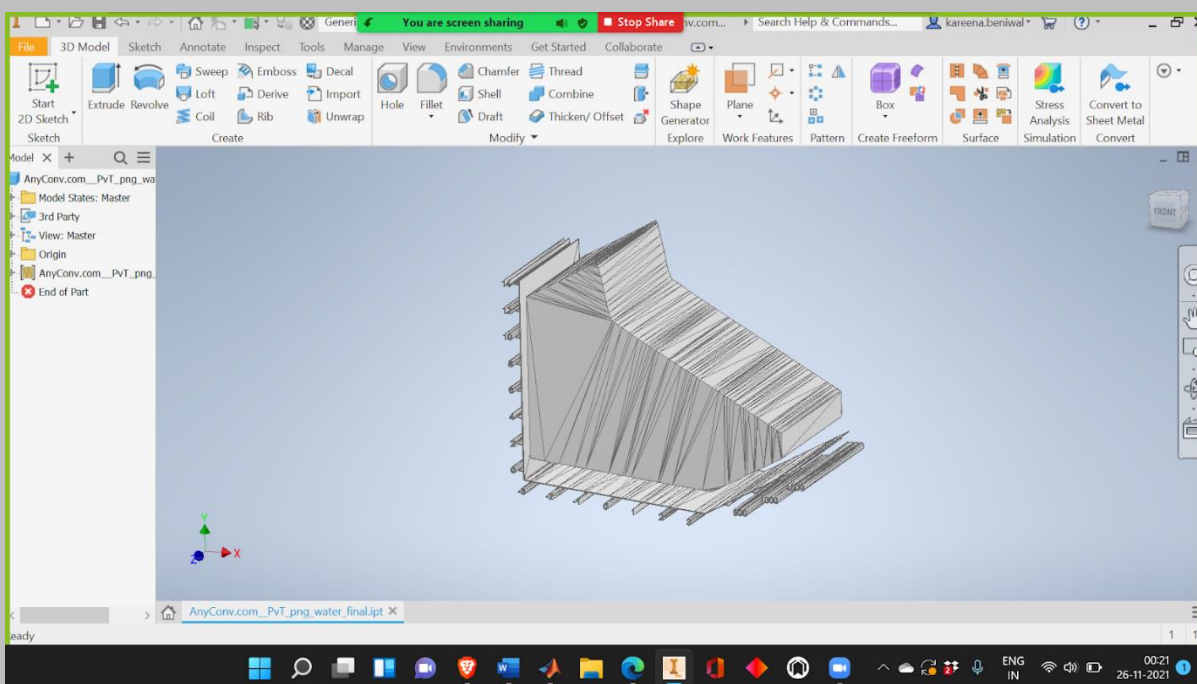 Generi
You are screen sharing
Stop Share
nv.com...
Search Help & Commands...
kareena.beniwal
File
3D Model
Sketch
Annotate
Inspect
Tools
Manage
View
Environments
Get Started
Collaborate
Start
2D Sketch
Sketch
Extrude
Revolve
Sweep
Emboss
Decal
Loft
Derive
Import
Coil
Rib
Unwrap
Create
Hole
Fillet
Chamfer
Thread
Shell
Combine
Draft
Thicken/ Offset
Modify
Shape
Generator
Explore
Plane
Work Features
Pattern
Box
Create Freeform
Surface
Stress
Analysis
Simulation
Convert to
Sheet Metal
Convert
Model
AnyConv.com__PvT_png_wa
Model States: Master
3rd Party
View: Master
Origin
AnyConv.com__PvT_png_
End of Part
FRONT
Y
X
Z
AnyConv.com__PvT_png_water_final.ipt
eady
1
1
ENG
IN
00:21
26-11-2021
1